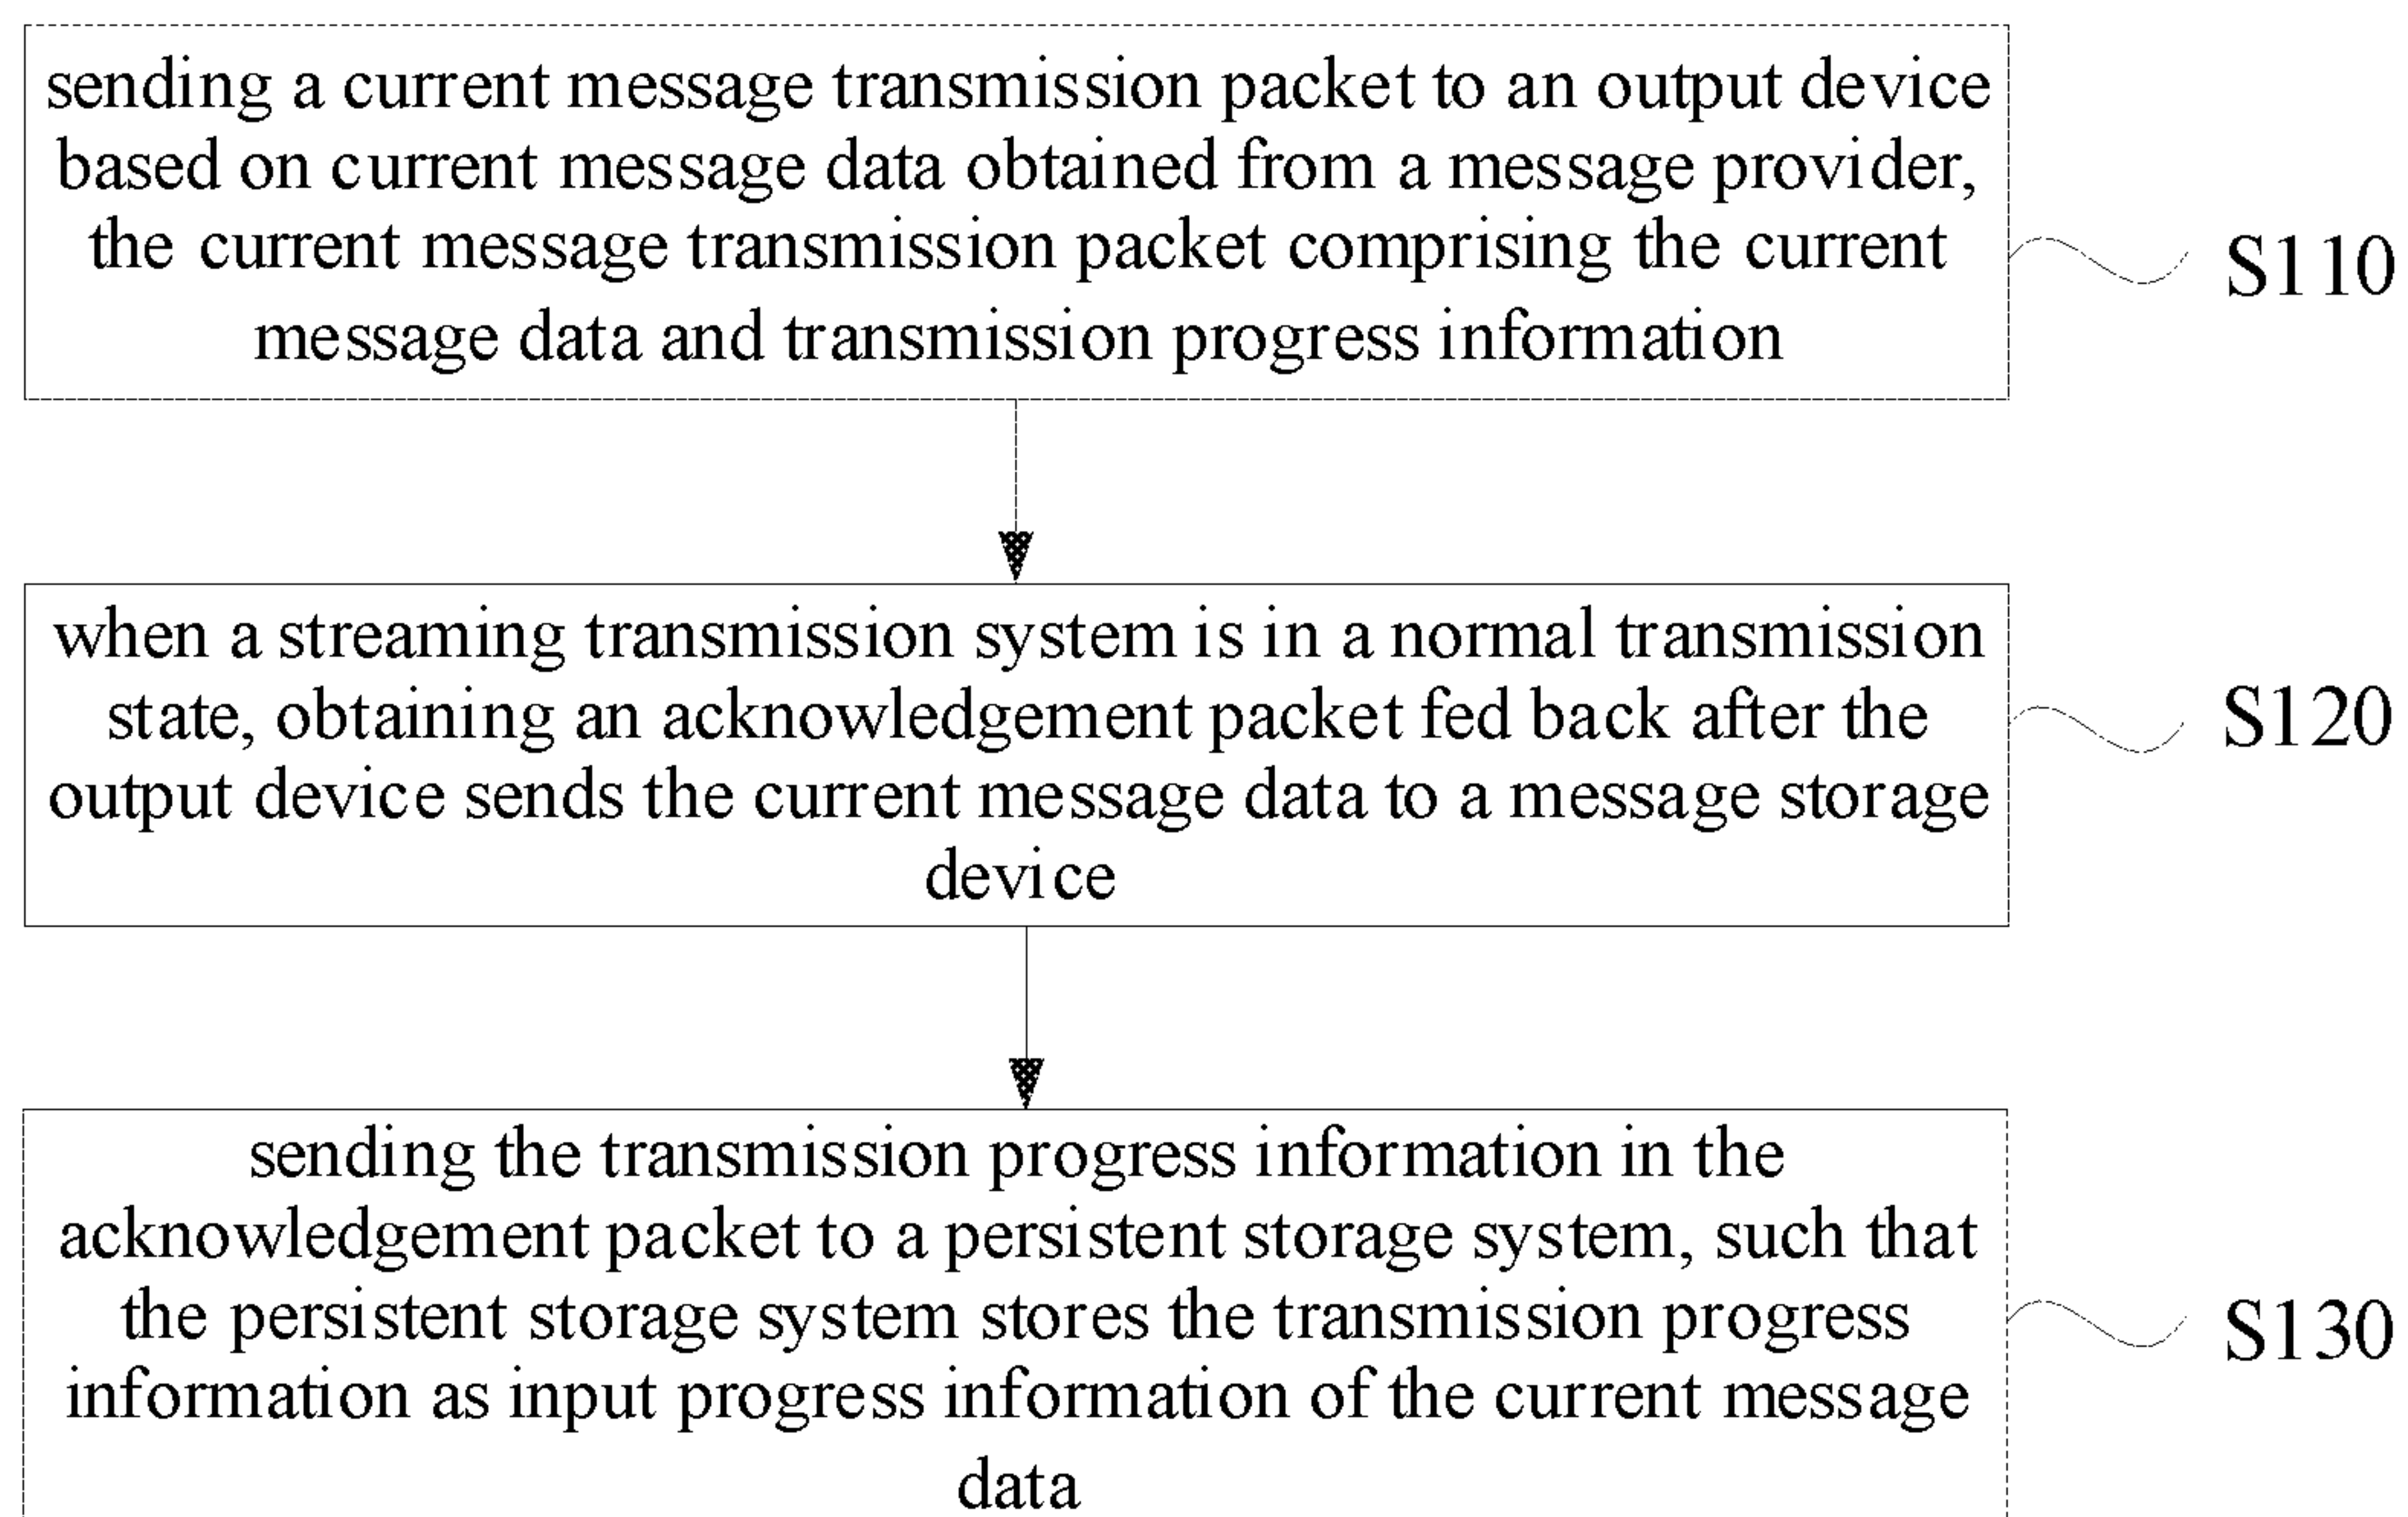 sending a current message transmission packet to an output device
based on current message data obtained from a message provider,
the current message transmission packet comprising the current
message data and transmission progress information
S110
when a streaming transmission system is in a normal transmission
state, obtaining an acknowledgement packet fed back after the
output device sends the current message data to a message storage
device
S120
sending the transmission progress information in the
acknowledgement packet to a persistent storage system, such that
the persistent storage system stores the transmission progress
information as input progress information of the current message
data
S130